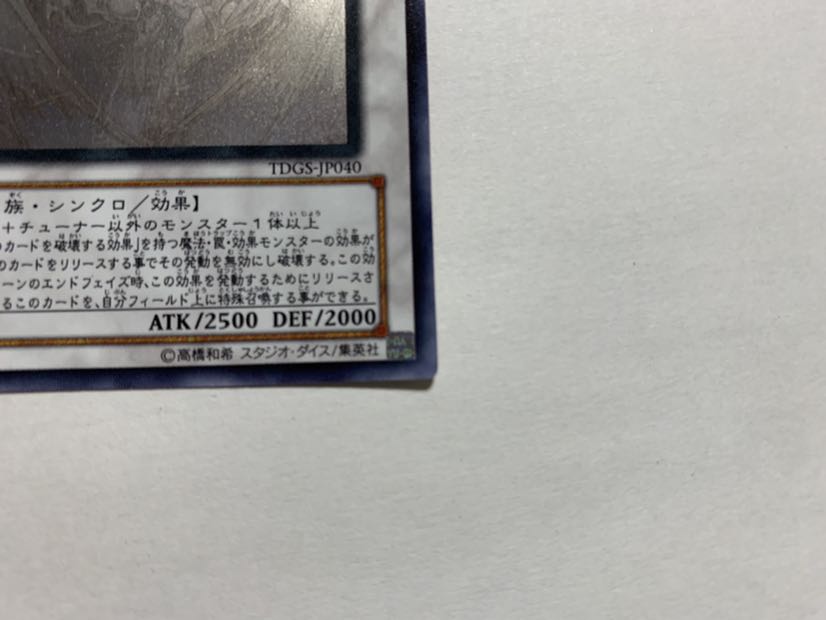 TDGS-JP040
族・シンクロ/効果】
+チューナー以外のモンスター1体以上
のカードを破壊する効果」を持つ魔法・罠・効果モンスターの効果が
のカードをリリースする事でその発動を無効にし破壊する。この効
ーンのエンドフェイズ時、この効果を発動するためにリリースさ
るこのカードを、自分フィールド上に特殊召喚する事ができる。
ATK/2500 DEF/2000
©高橋和希 スタジオ・ダイス/集英社